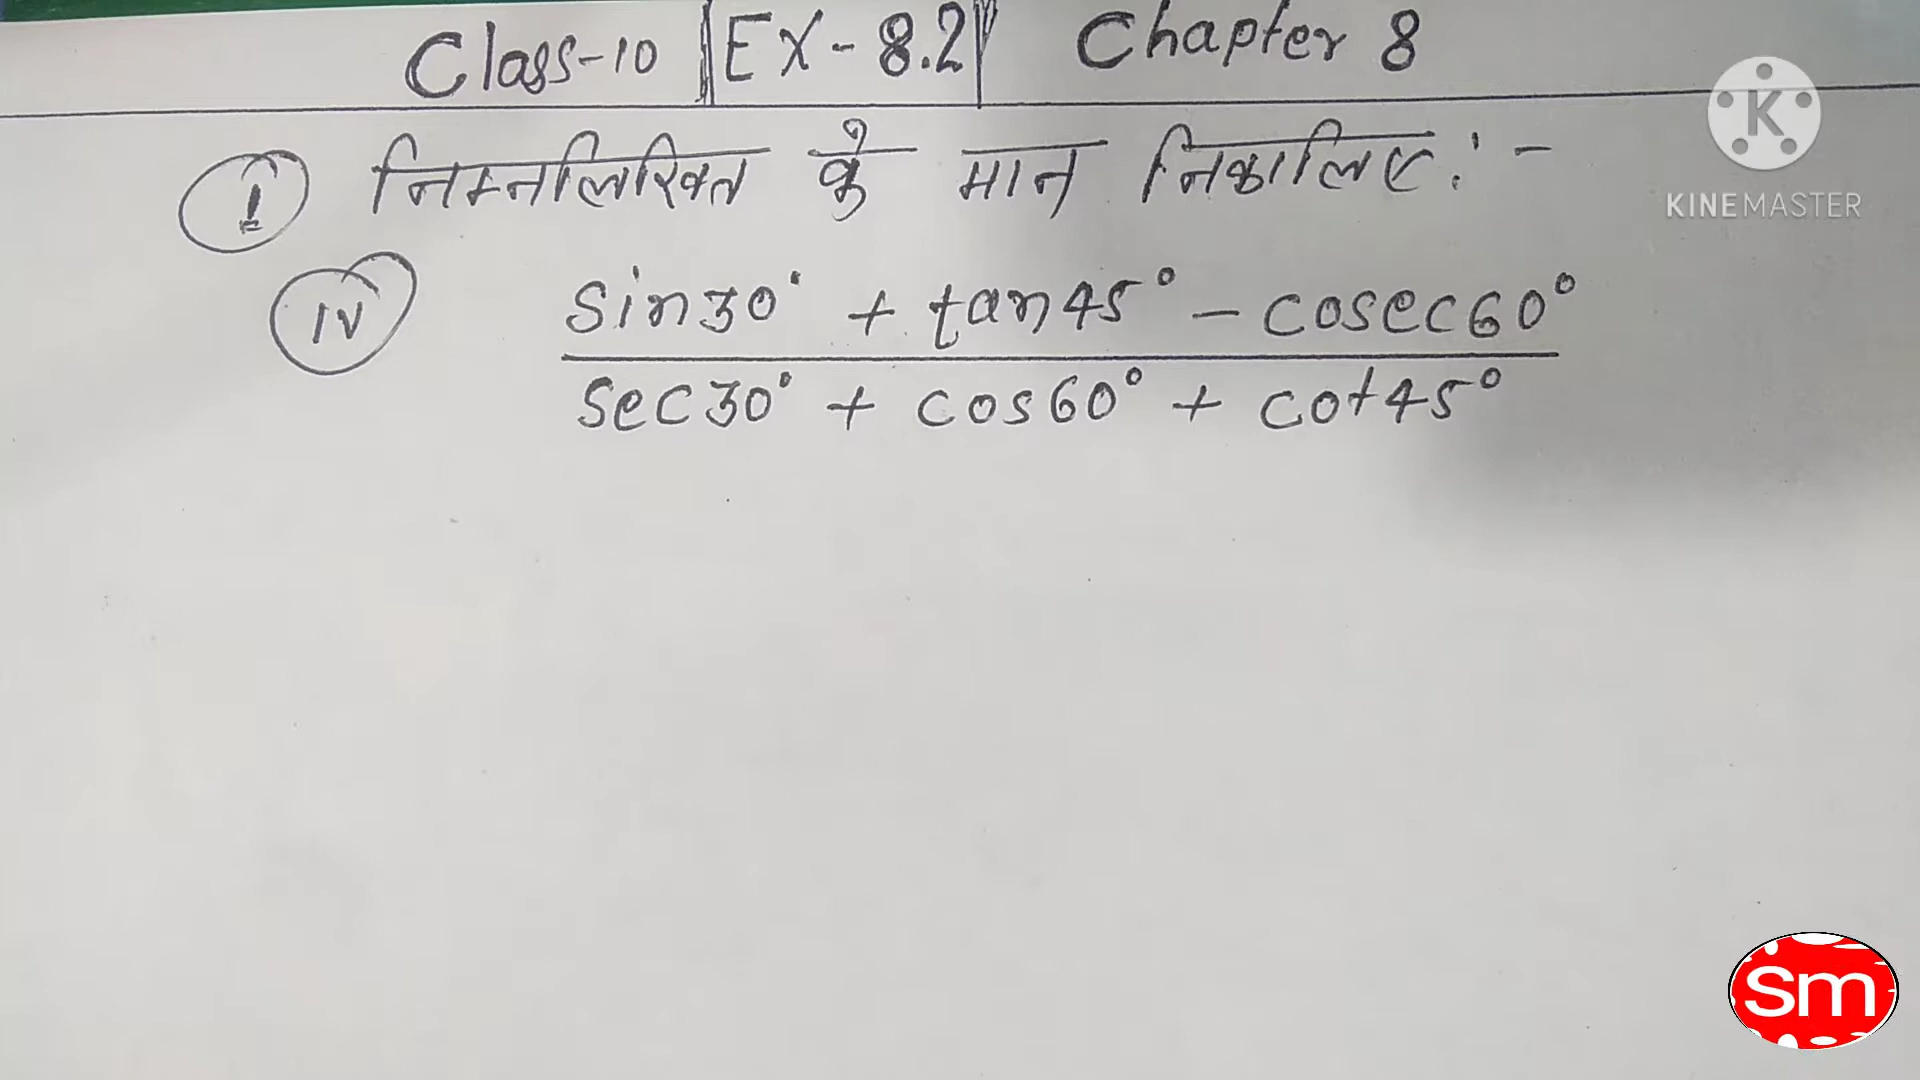 Class-10 EX-8.2 Chapter 8
KINEMASTER
① निम्नलिखित के मान निकालिए:-
iv sin30° + tan45° - cosec60°
sec30° + cos60° + cot45°
Sm